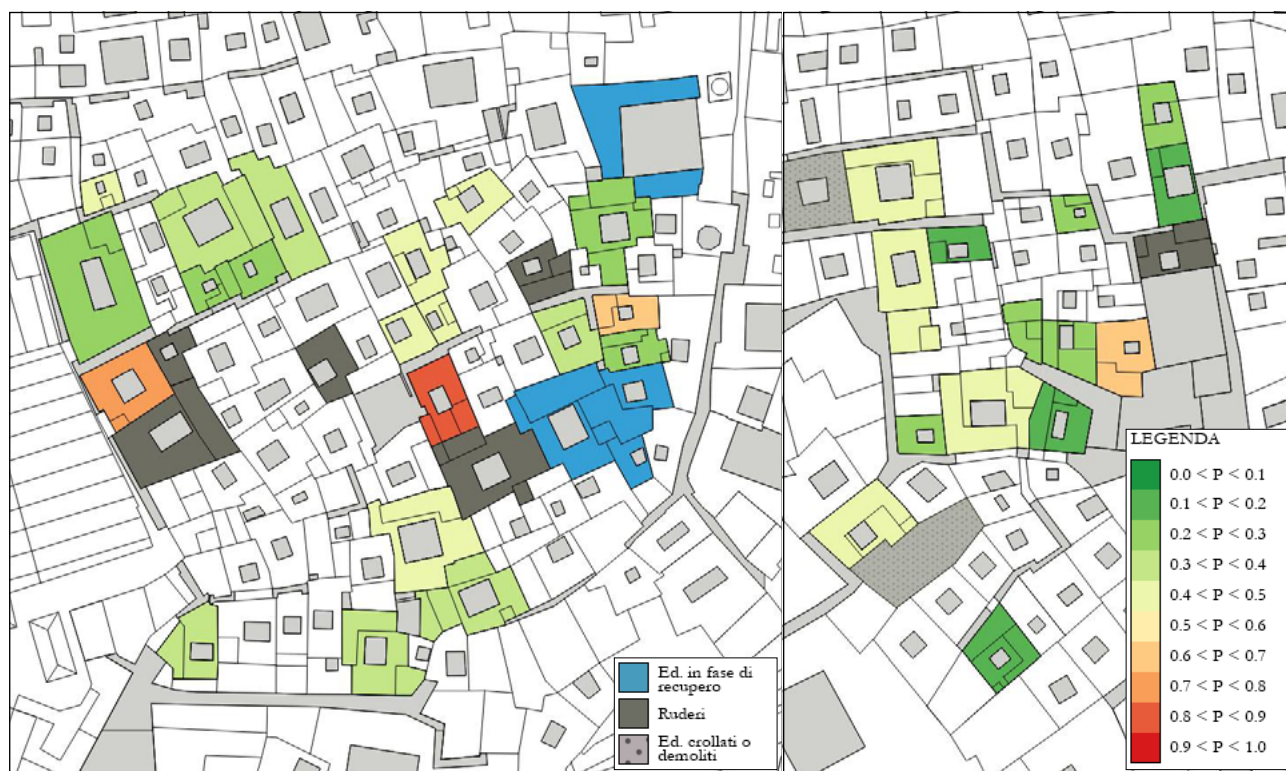 Ed. in fase di
recupero
Ruderi
Ed. crollati o
demoliti
LEGENDA
0.0 < P < 0.1
0.1 < P < 0.2
0.2 < P < 0.3
0.3 < P < 0.4
0.4 < P < 0.5
0.5 < P < 0.6
0.6 < P < 0.7
0.7 < P < 0.8
0.8 < P < 0.9
0.9 < P < 1.0